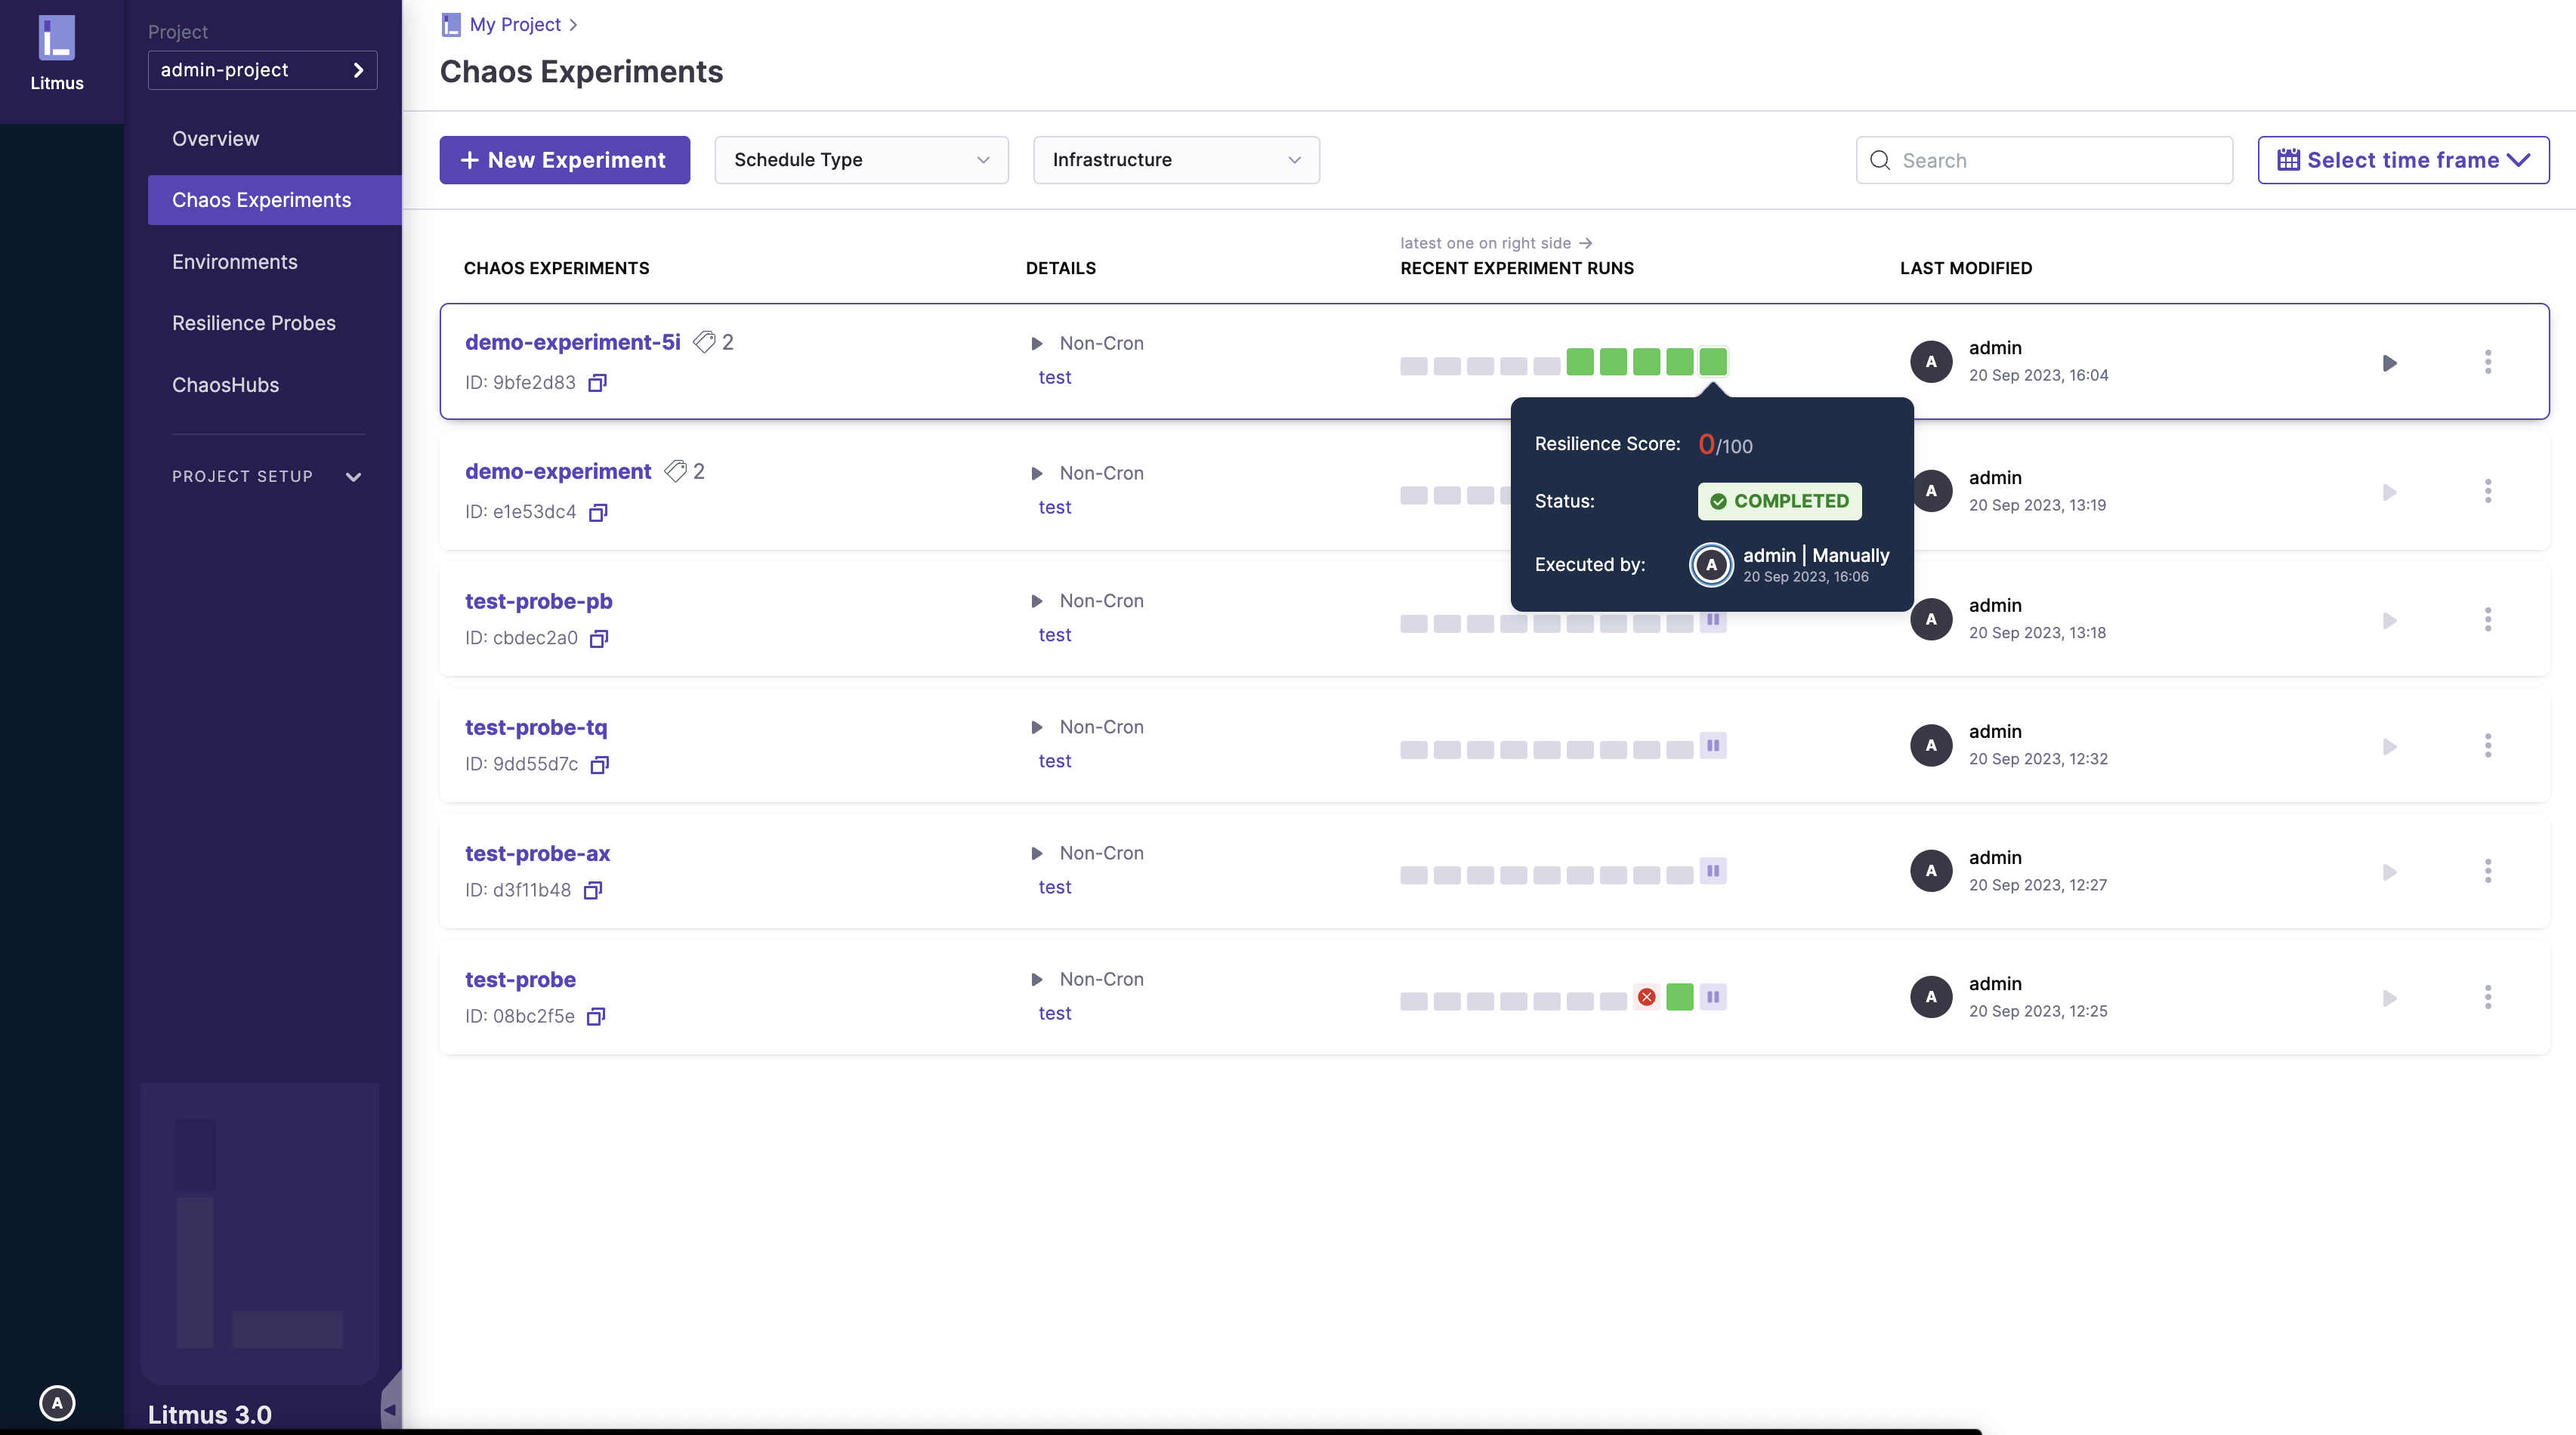 Litmus
Project
admin-project
Overview
Chaos Experiments
Environments
Resilience Probes
ChaosHubs
PROJECT SETUP
Litmus 3.0
A
My Project
Chaos Experiments
+ New Experiment
Schedule Type
Infrastructure
Search
Select time frame
latest one on right side →
CHAOS EXPERIMENTS DETAILS RECENT EXPERIMENT RUNS LAST MODIFIED
demo-experiment-5i 2 Non-Cron A admin
ID: 9bfe2d83 test 20 Sep 2023, 16:04
Resilience Score: 0/100
Status: COMPLETED
Executed by: A admin | Manually
20 Sep 2023, 16:06
demo-experiment 2 Non-Cron A admin
ID: e1e53dc4 test 20 Sep 2023, 13:19
test-probe-pb Non-Cron A admin
ID: cbdec2a0 test 20 Sep 2023, 13:18
test-probe-tq Non-Cron A admin
ID: 9dd55d7c test 20 Sep 2023, 12:32
test-probe-ax Non-Cron A admin
ID: d3f11b48 test 20 Sep 2023, 12:27
test-probe Non-Cron A admin
ID: 08bc2f5e test 20 Sep 2023, 12:25